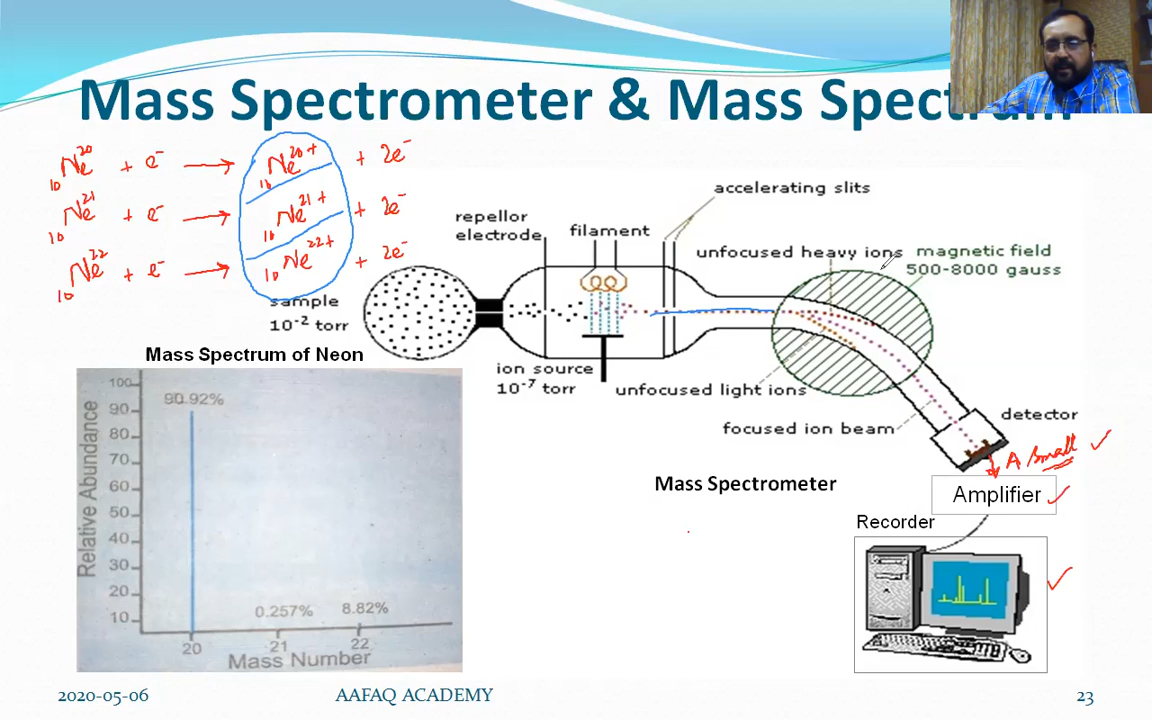 Mass Spectrometer & Mass Spectrum
₁₀Ne²⁰ + e⁻ → ₁₀Ne²⁰⁺ + 2e⁻
₁₀Ne²¹ + e⁻ → ₁₀Ne²¹⁺ + 2e⁻
₁₀Ne²² + e⁻ → ₁₀Ne²²⁺ + 2e⁻
accelerating slits
repellor
electrode
filament
unfocused heavy ions
magnetic field
500-8000 gauss
sample
10⁻² torr
ion source
10⁻⁷ torr
unfocused light ions
focused ion beam
detector
A small
Amplifier
Recorder
Mass Spectrometer
Mass Spectrum of Neon
Relative Abundance
100
90
80
70
60
50
40
30
20
10
90.92%
0.257%
8.82%
20
21
22
Mass Number
2020-05-06
AAFAQ ACADEMY
23